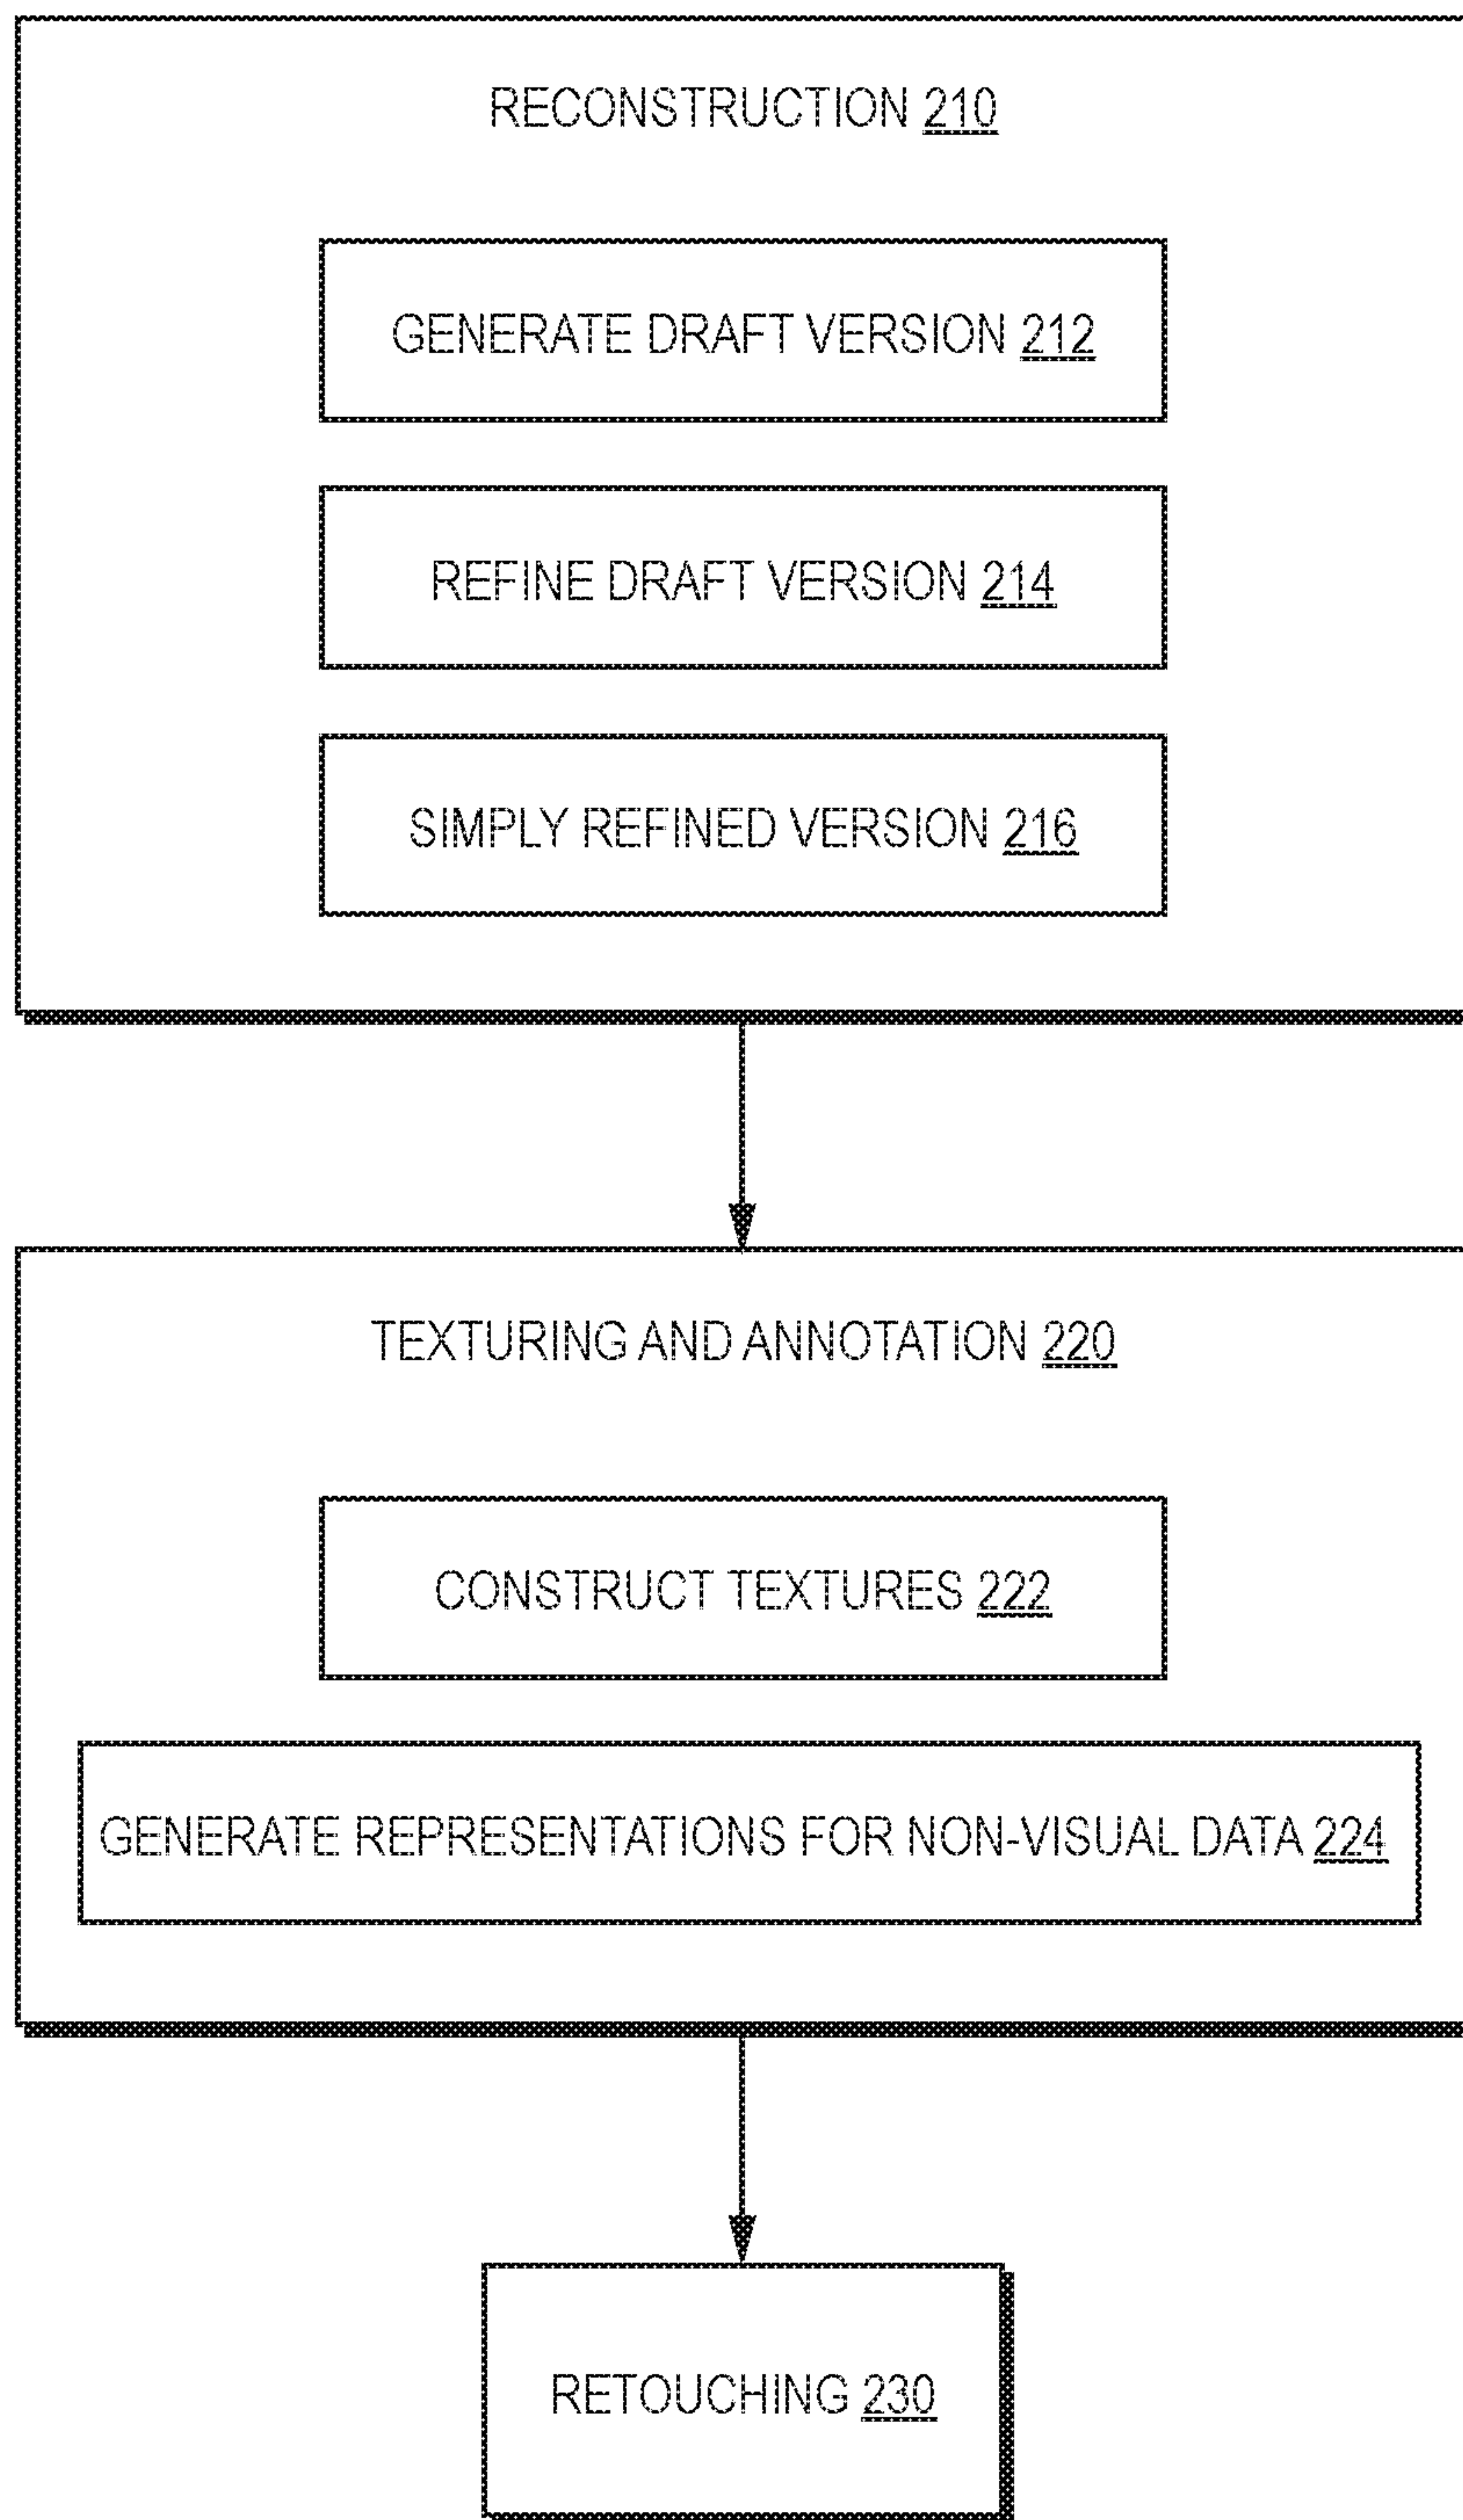 RECONSTRUCTION 210
GENERATE DRAFT VERSION 212
REFINE DRAFT VERSION 214
SIMPLY REFINED VERSION 216
TEXTURING AND ANNOTATION 220
CONSTRUCT TEXTURES 222
GENERATE REPRESENTATIONS FOR NON-VISUAL DATA 224
RETOUCHING 230